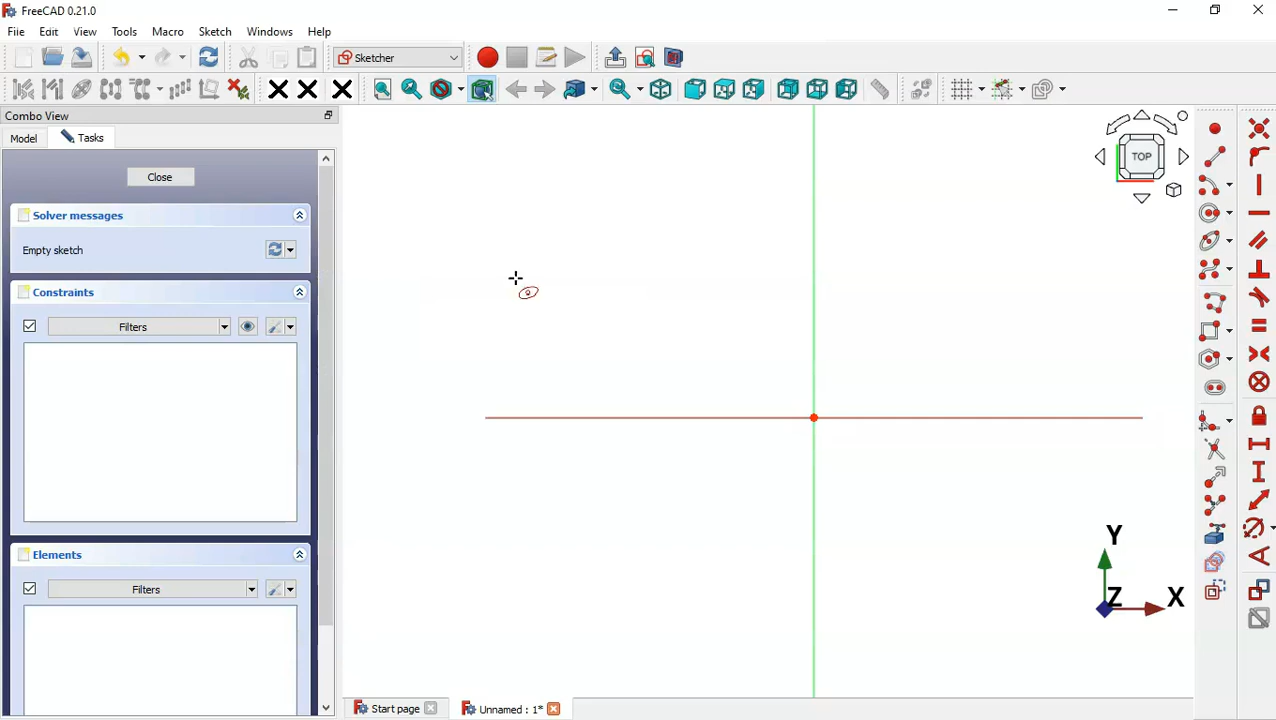 FreeCAD 0.21.0
File Edit View Tools Macro Sketch Windows Help
Sketcher
Combo View
Model Tasks
TOP
Close
Solver messages
Empty sketch
Constraints
Filters
Elements
Filters
Y
Z X
Start page Unnamed : 1*